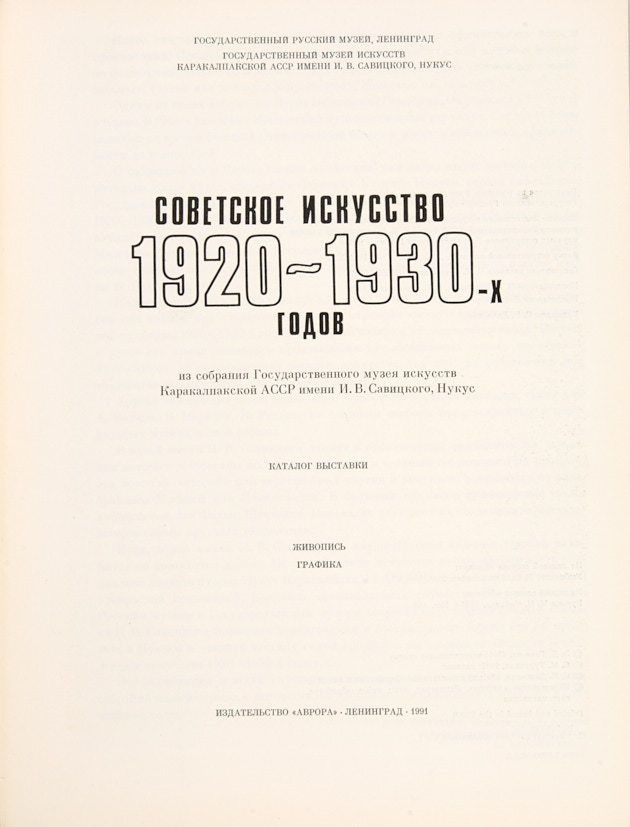 ГОСУДАРСТВЕННЫЙ РУССКИЙ МУЗЕЙ, ЛЕНИНГРАД
ГОСУДАРСТВЕННЫЙ МУЗЕЙ ИСКУССТВ
КАРАКАЛПАКСКОЙ АССР ИМЕНИ И. В. САВИЦКОГО, НУКУС
СОВЕТСКОЕ ИСКУССТВО
1920~1930-х
ГОДОВ
из собрания Государственного музея искусств
Каракалпакской АССР имени И. В. Савицкого, Нукус
КАТАЛОГ ВЫСТАВКИ
ЖИВОПИСЬ
ГРАФИКА
ИЗДАТЕЛЬСТВО «АВРОРА» · ЛЕНИНГРАД · 1991